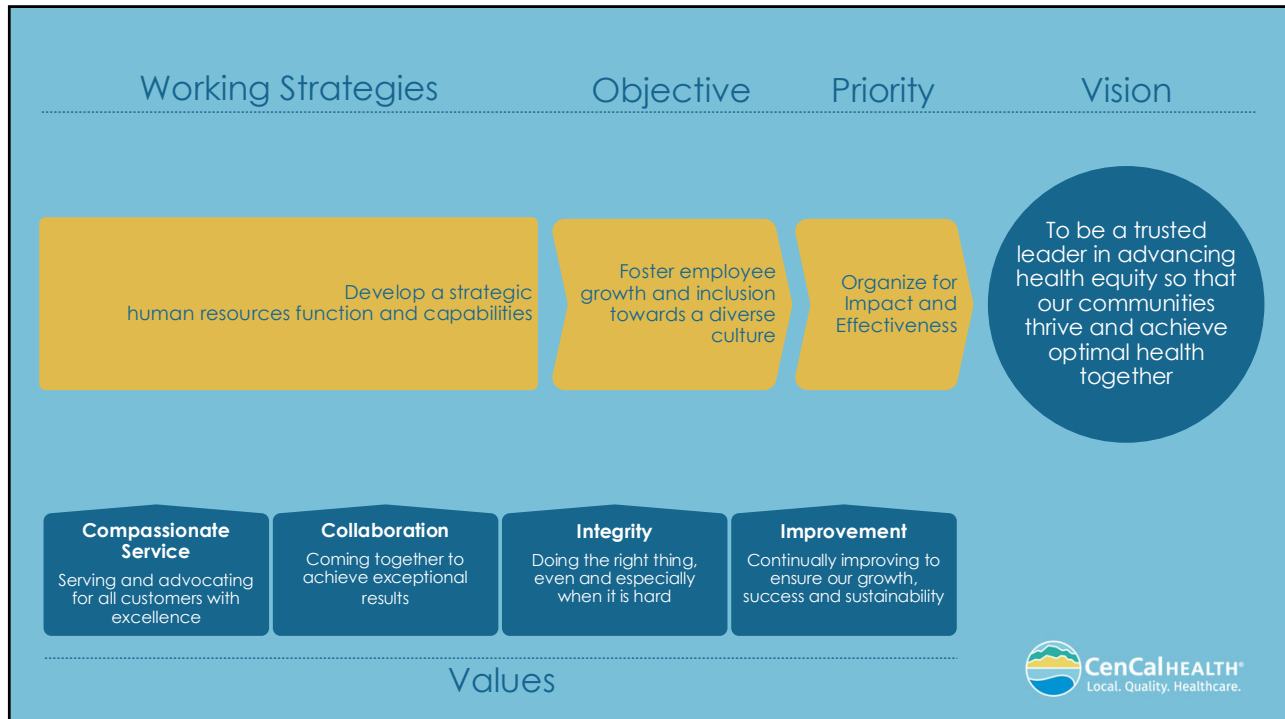 Working Strategies
Objective
Priority
Vision
Develop a strategic
human resources function and capabilities
Foster employee
growth and inclusion
towards a diverse
culture
Organize for
Impact and
Effectiveness
To be a trusted
leader in advancing
health equity so that
our communities
thrive and achieve
optimal health
together
Compassionate
Service
Serving and advocating
for all customers with
excellence
Collaboration
Coming together to
achieve exceptional
results
Integrity
Doing the right thing,
even and especially
when it is hard
Improvement
Continually improving to
ensure our growth,
success and sustainability
Values
CenCalHEALTH®
Local. Quality. Healthcare.